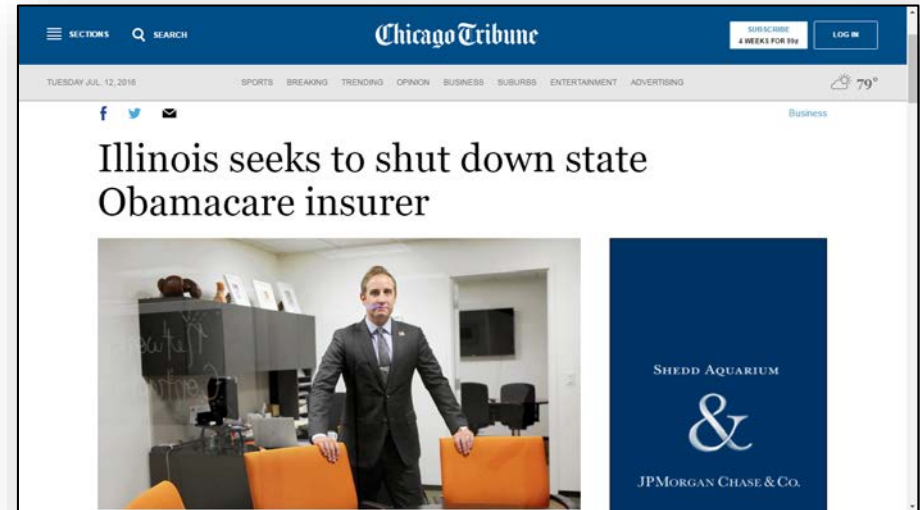 SECTIONS SEARCH Chicago Tribune SUBSCRIBE
4 WEEKS FOR 99¢ LOG IN
TUESDAY JUL. 12, 2016 SPORTS BREAKING TRENDING OPINION BUSINESS SUBURBS ENTERTAINMENT ADVERTISING 79°
Business
Illinois seeks to shut down state
Obamacare insurer
SHEDD AQUARIUM
&
JPMORGAN CHASE & CO.